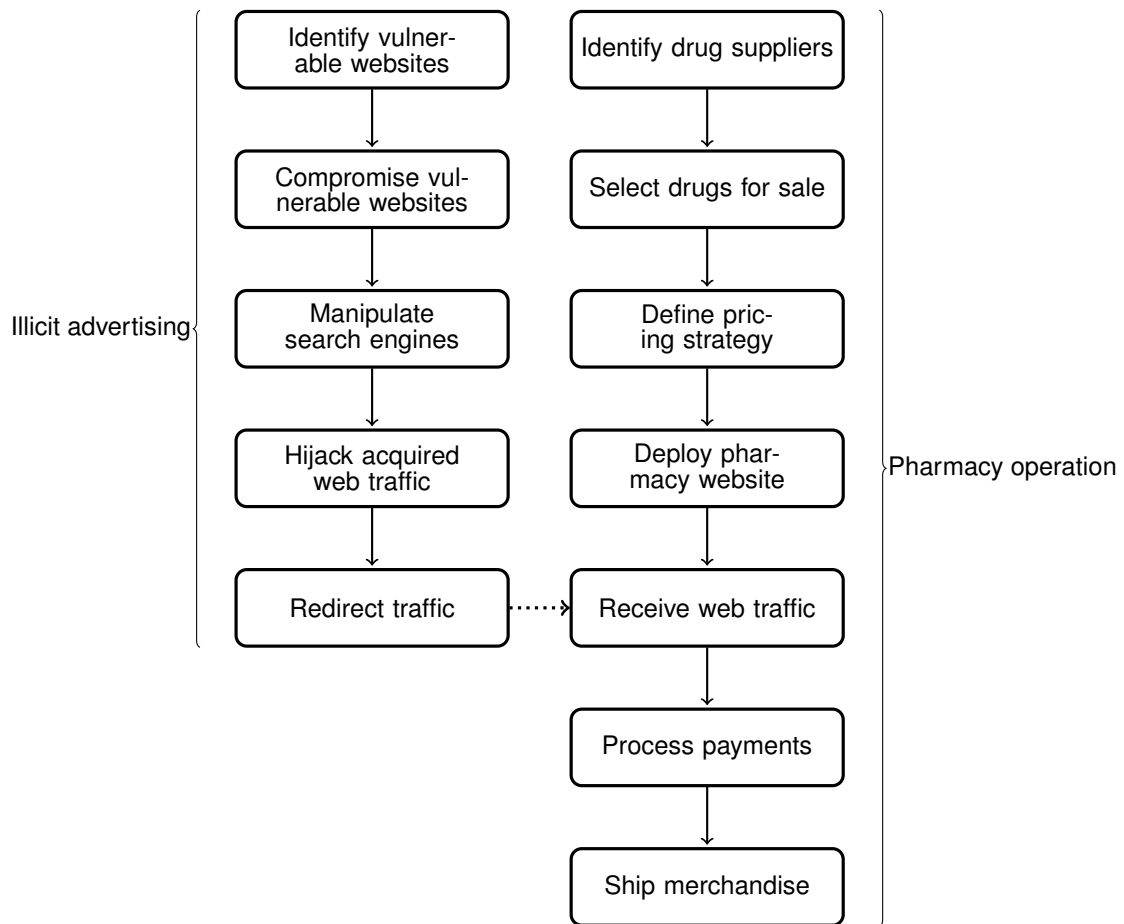 Identify vulner-
able websites
Identify drug suppliers
Compromise vul-
nerable websites
Select drugs for sale
Illicit advertising
Manipulate
search engines
Define pric-
ing strategy
Hijack acquired
web traffic
Deploy phar-
macy website
Pharmacy operation
Redirect traffic
Receive web traffic
Process payments
Ship merchandise